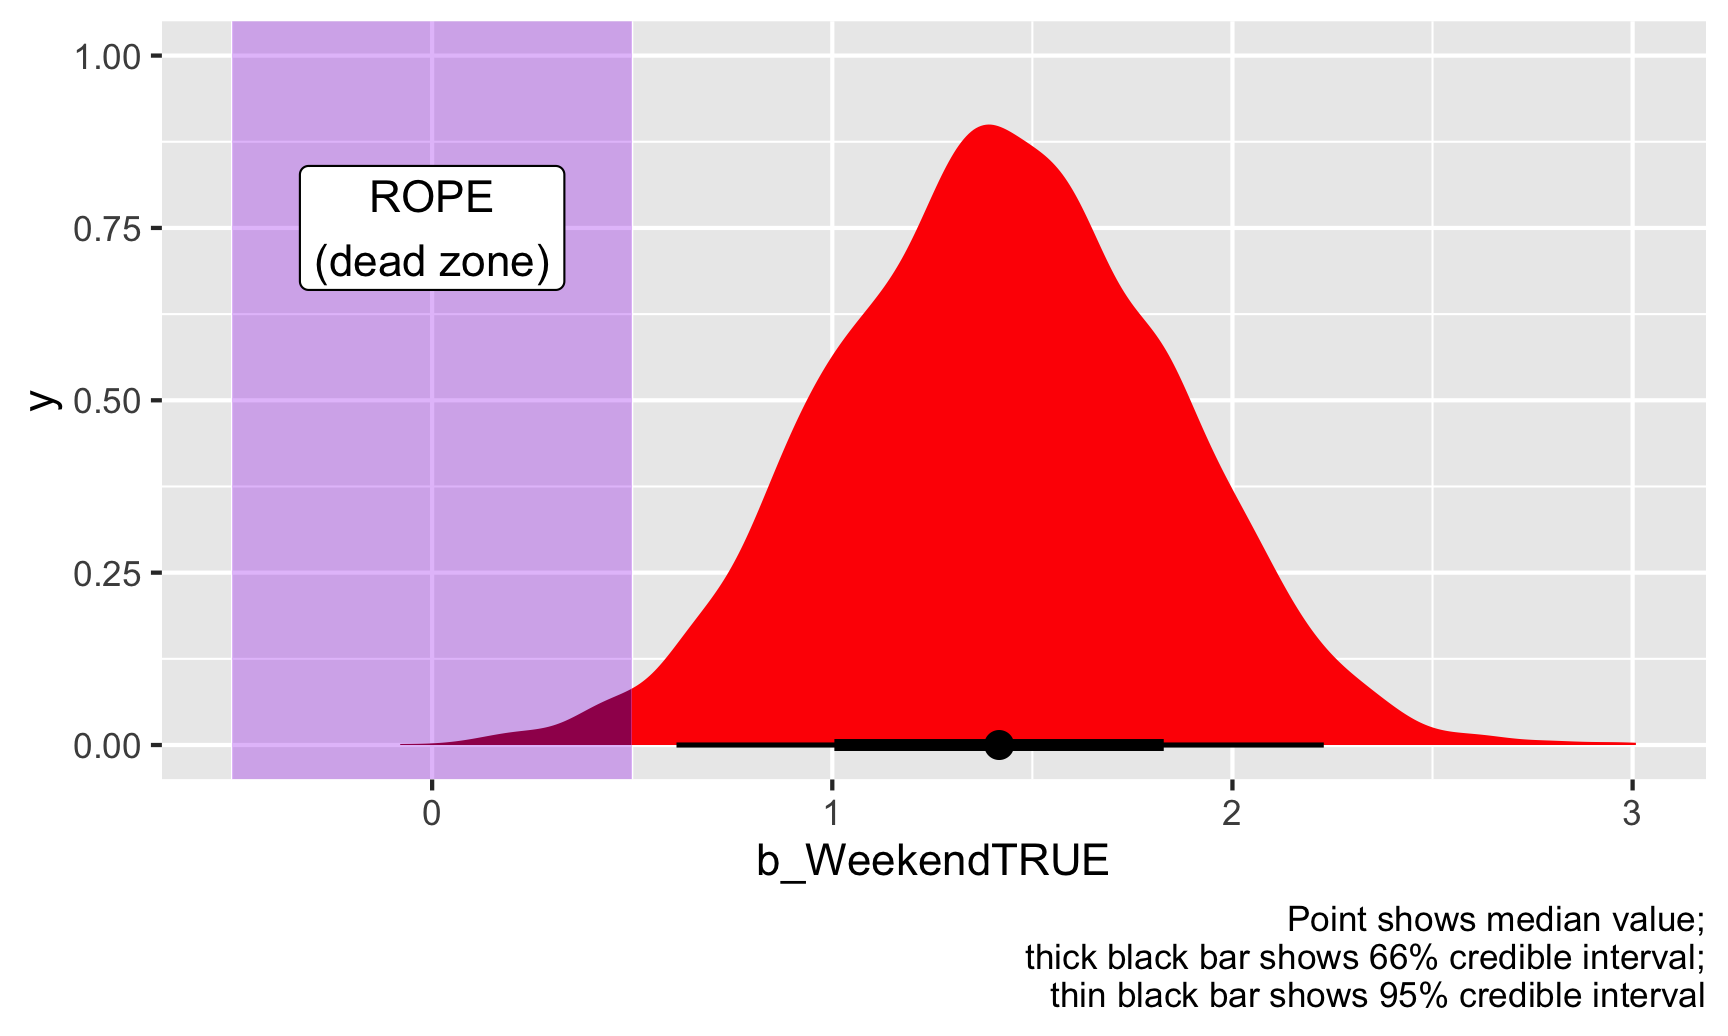 1.00
0.75
0.50
0.25
0.00
y
ROPE
(dead zone)
0 1 2 3
b_WeekendTRUE
Point shows median value;
thick black bar shows 66% credible interval;
thin black bar shows 95% credible interval